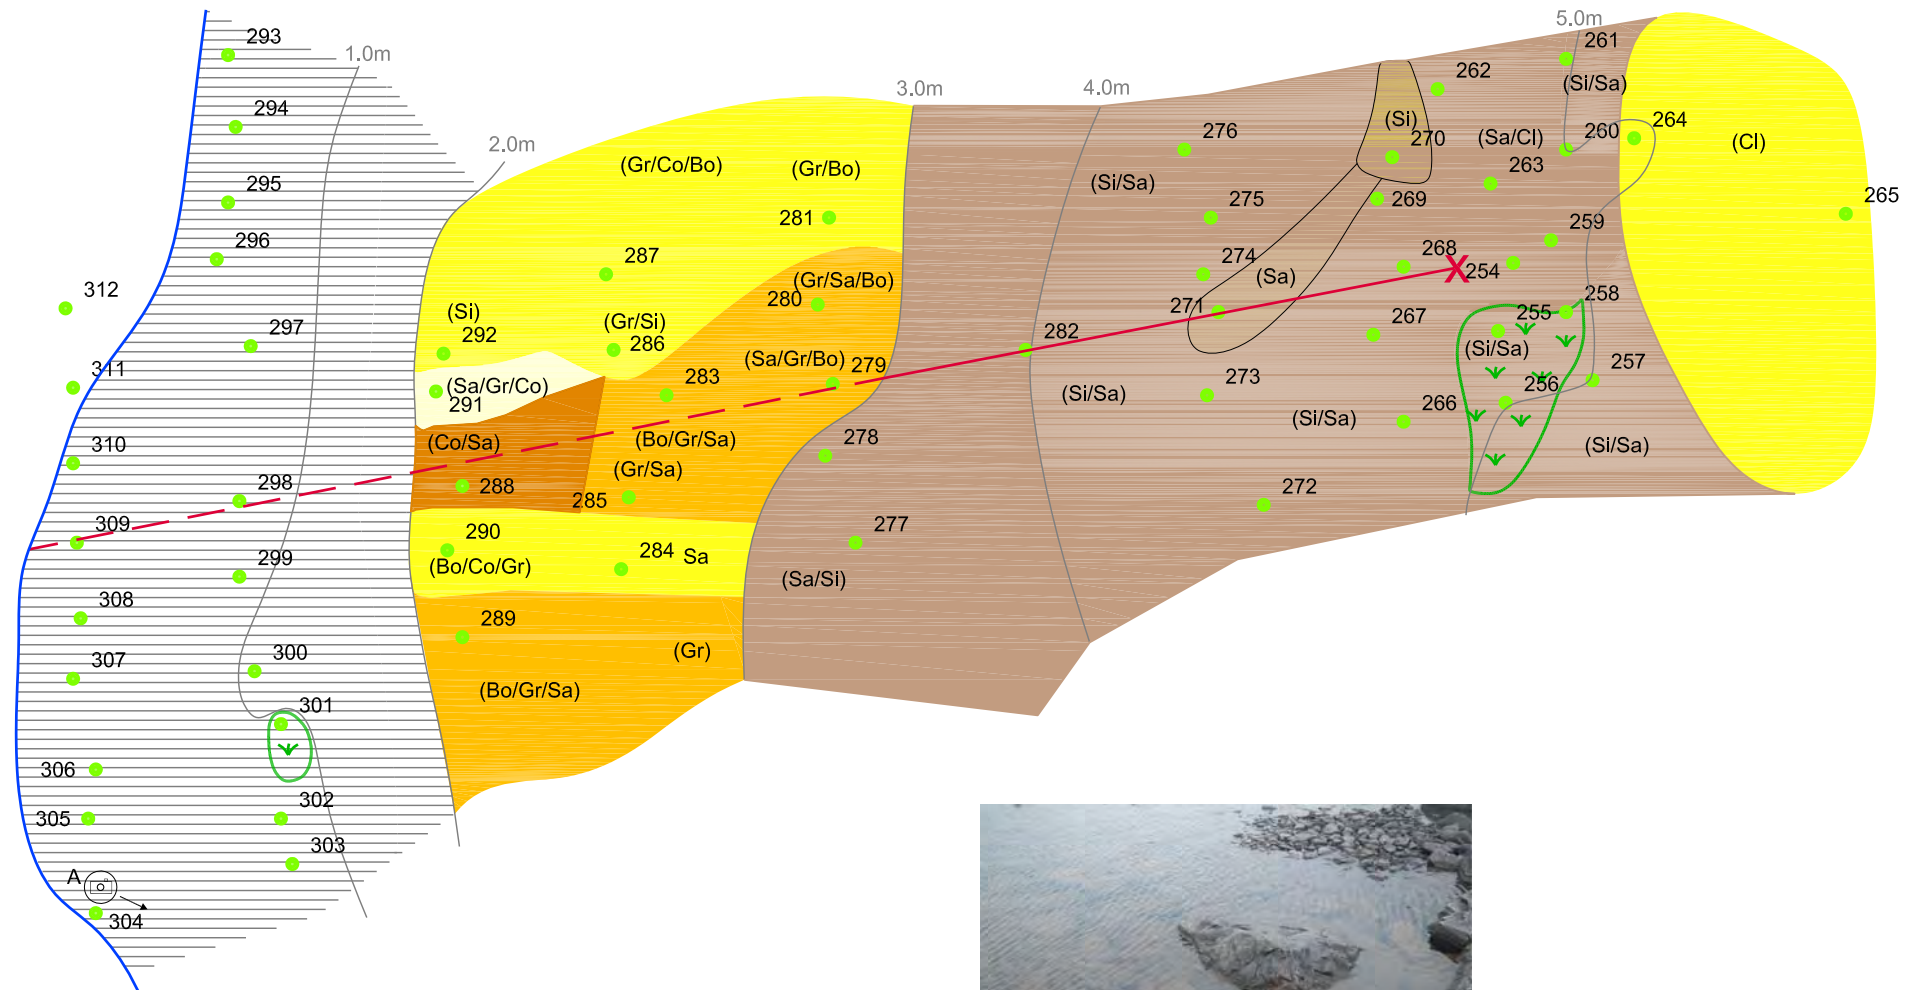 5.0m
261
293
1.0m
262
(Si/Sa)
3.0m
4.0m
294
(Si)
260
264
276
270
(Sa/Cl)
(Cl)
2.0m
(Gr/Co/Bo)
(Gr/Bo)
263
(Si/Sa)
295
281
275
269
265
296
287
274
268
259
(Gr/Sa/Bo)
(Sa)
254
312
280
258
(Si)
(Gr/Si)
271
255
297
292
286
282
267
(Si/Sa)
(Sa/Gr/Bo)
279
257
311
(Sa/Gr/Co)
283
273
256
291
(Si/Sa)
266
310
(Co/Sa)
(Bo/Gr/Sa)
278
(Si/Sa)
(Si/Sa)
298
288
(Gr/Sa)
285
272
309
290
277
299
(Bo/Co/Gr)
284
Sa
(Sa/Si)
308
289
307
300
(Gr)
(Bo/Gr/Sa)
301
306
302
305
303
A
304